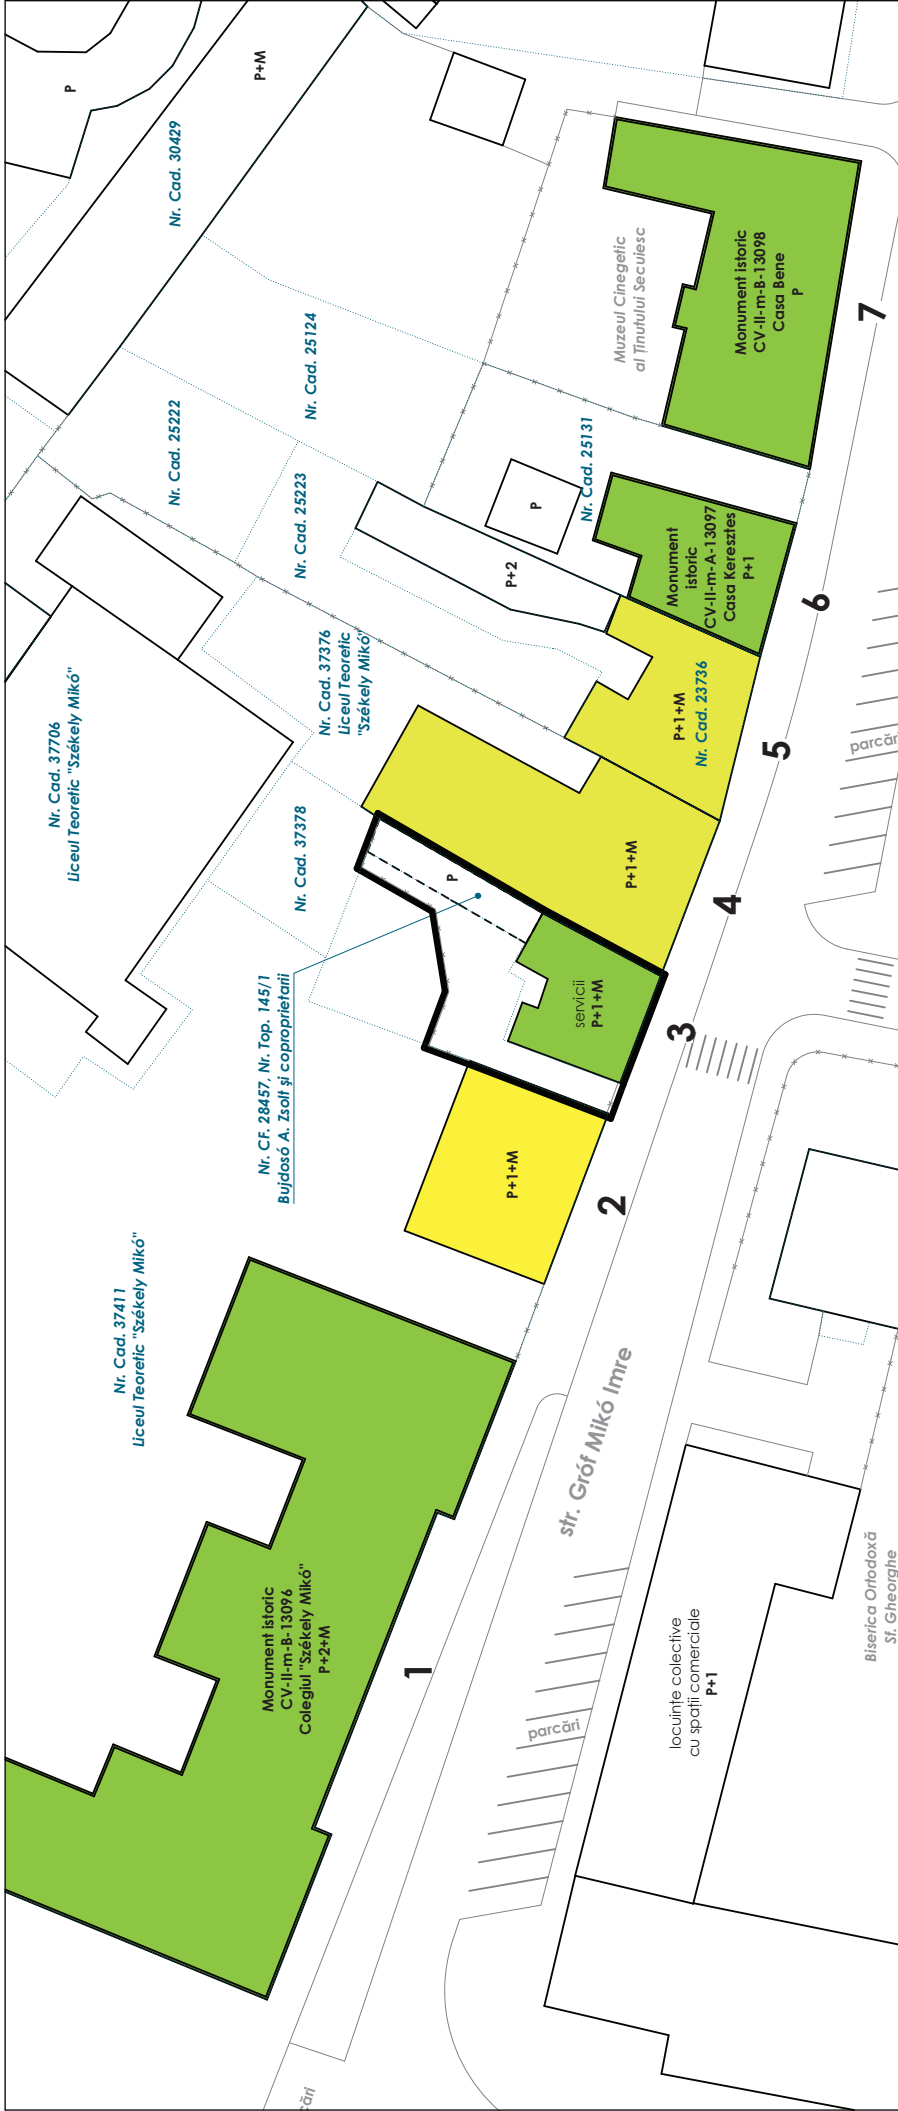 Nr. Cad. 37411
Liceul Teoretic "Székely Mikó"
Monument istoric
CV-II-m-B-13096
Colegiul "Székely Mikó"
P+2+M
1
parcări
locuințe colective
cu spații comerciale
P+1
Biserica Ortodoxă
Sf. Gheorghe
str. Gróf Mikó Imre
2
P+1+M
Nr. CF. 28457, Nr. Top. 145/1
Bujdosó A. Zsolt și coproprietarii
3
servicii
P+1+M
P
Nr. Cad. 37378
Nr. Cad. 37706
Liceul Teoretic "Székely Mikó"
4
P+1+M
Nr. Cad. 37376
Liceul Teoretic
"Székely Mikó"
5
P+1+M
Nr. Cad. 23736
parcări
Nr. Cad. 25222
Nr. Cad. 25223
P+2
P
Nr. Cad. 25131
6
Monument
istoric
CV-II-m-A-13097
Casa Keresztes
P+1
Nr. Cad. 25124
Nr. Cad. 30429
P+M
P
Muzeul Cinegetic
al Ținutului Secuiesc
Monument istoric
CV-II-m-B-13098
Casa Bene
P
7